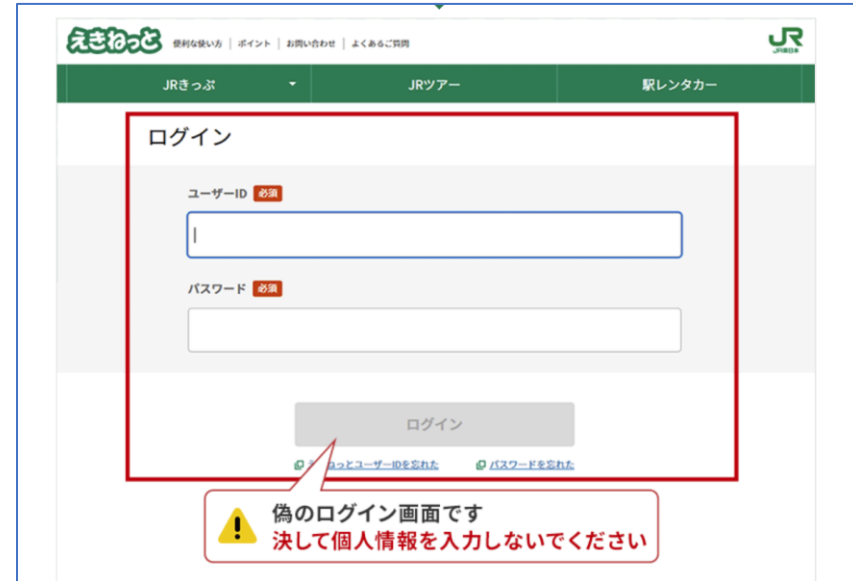 えきねっと 便利な使い方 | ポイント | お問い合わせ | よくあるご質問
JR
JR東日本
JRきっぷ JRツアー 駅レンタカー
ログイン
ユーザーID 必須
パスワード 必須
ログイン
ねっとユーザーIDを忘れた パスワードを忘れた
偽のログイン画面です
決して個人情報を入力しないでください